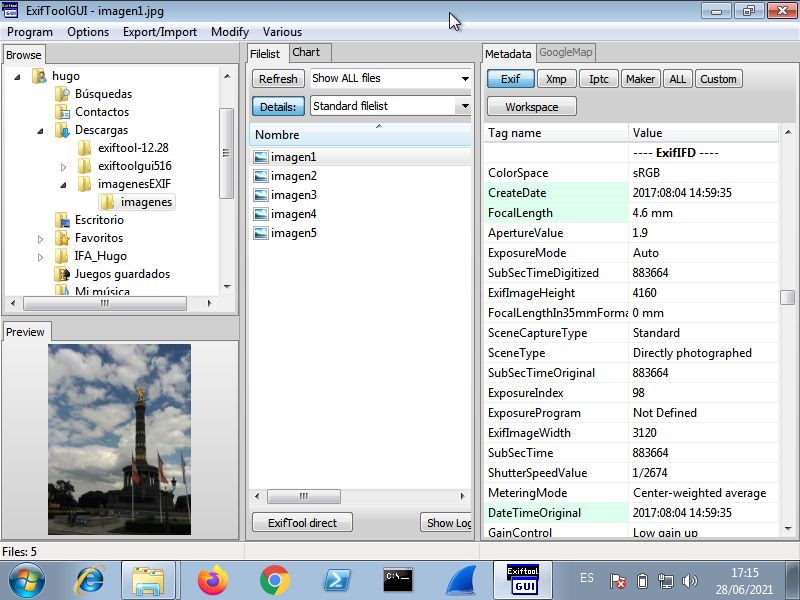 ExifToolGUI - imagen1.jpg
Program Options Export/Import Modify Various
Browse
hugo
Búsquedas
Contactos
Descargas
exiftool-12.28
exiftoolgui516
imagenesEXIF
imagenes
Escritorio
Favoritos
IFA_Hugo
Juegos guardados
Mi música
Preview
Filelist Chart
Refresh Show ALL files
Details: Standard filelist
Nombre
imagen1
imagen2
imagen3
imagen4
imagen5
ExifTool direct Show Log
Metadata GoogleMap
Exif Xmp Iptc Maker ALL Custom
Workspace
Tag name Value
---- ExifIFD ----
ColorSpace sRGB
CreateDate 2017:08:04 14:59:35
FocalLength 4.6 mm
ApertureValue 1.9
ExposureMode Auto
SubSecTimeDigitized 883664
ExifImageHeight 4160
FocalLengthIn35mmForma 0 mm
SceneCaptureType Standard
SceneType Directly photographed
SubSecTimeOriginal 883664
ExposureIndex 98
ExposureProgram Not Defined
ExifImageWidth 3120
SubSecTime 883664
ShutterSpeedValue 1/2674
MeteringMode Center-weighted average
DateTimeOriginal 2017:08:04 14:59:35
GainControl Low gain up
Files: 5
C:\_
Exiftool
GUI
ES
17:15
28/06/2021